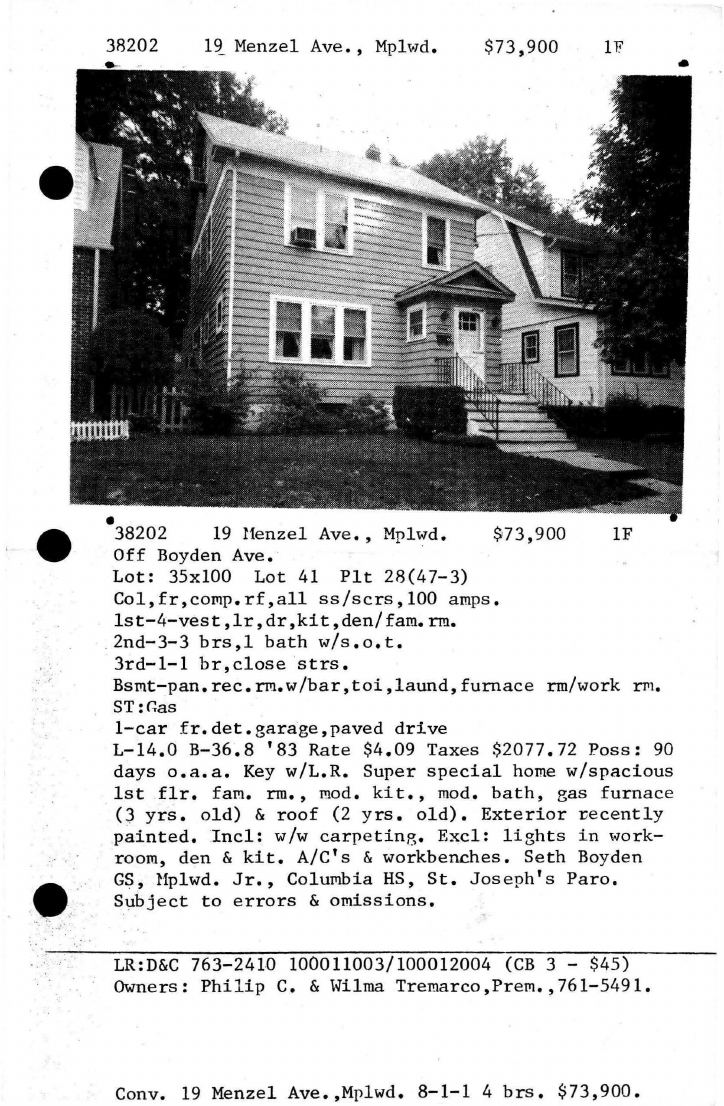 38202 19 Menzel Ave., Mplwd. $73,900 1F
38202 19 Menzel Ave., Mplwd. $73,900 1F
Off Boyden Ave.
Lot: 35x100 Lot 41 Plt 28(47-3)
Col,fr,comp.rf,all ss/scrs,100 amps.
1st-4-vest,lr,dr,kit,den/fam.rm.
2nd-3-3 brs,1 bath w/s.o.t.
3rd-1-1 br,close strs.
Bsmt-pan.rec.rm.w/bar,toi,laund,furnace rm/work rm.
ST:Gas
1-car fr.det.garage,paved drive
L-14.0 B-36.8 '83 Rate $4.09 Taxes $2077.72 Poss: 90
days o.a.a. Key w/L.R. Super special home w/spacious
1st flr. fam. rm., mod. kit., mod. bath, gas furnace
(3 yrs. old) & roof (2 yrs. old). Exterior recently
painted. Incl: w/w carpeting. Excl: lights in work-
room, den & kit. A/C's & workbenches. Seth Boyden
GS, Mplwd. Jr., Columbia HS, St. Joseph's Paro.
Subject to errors & omissions.
LR:D&C 763-2410 100011003/100012004 (CB 3 - $45)
Owners: Philip C. & Wilma Tremarco,Prem.,761-5491.
Conv. 19 Menzel Ave.,Mplwd. 8-1-1 4 brs. $73,900.